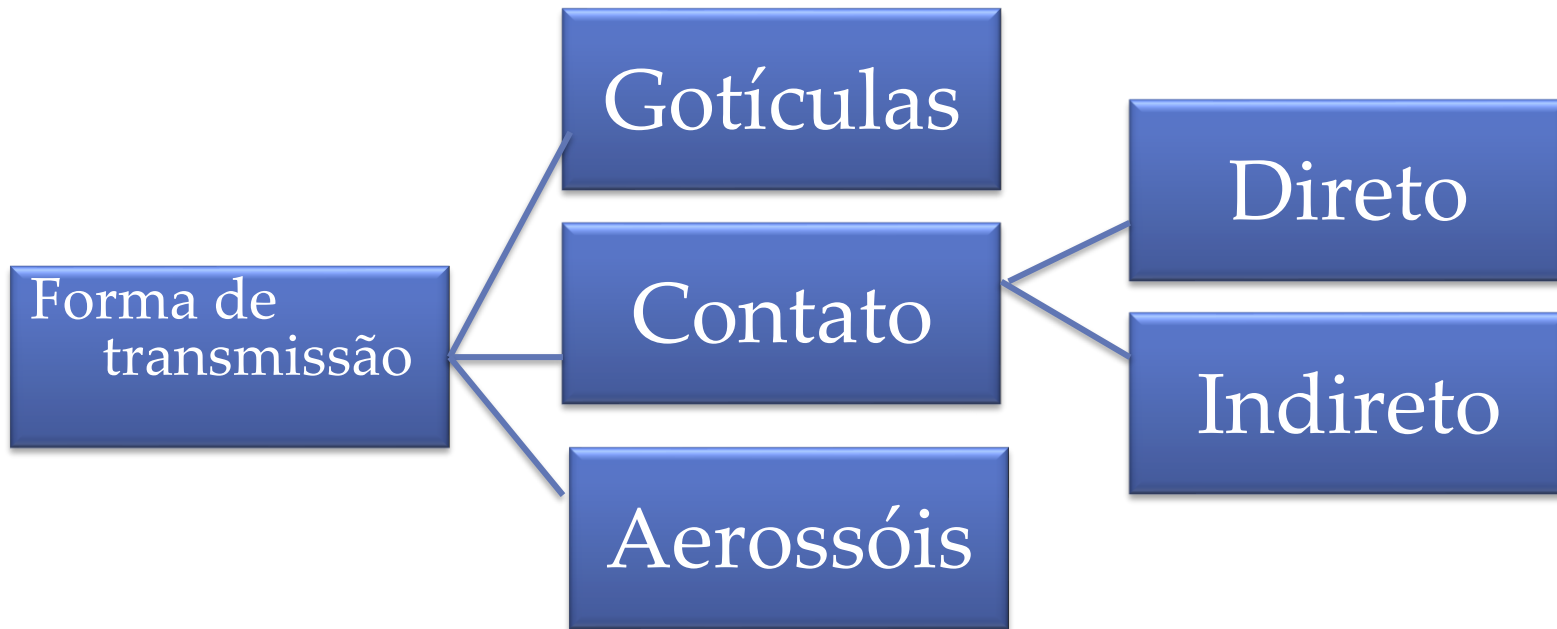 Forma de
transmissão
Gotículas
Contato
Aerossóis
Direto
Indireto